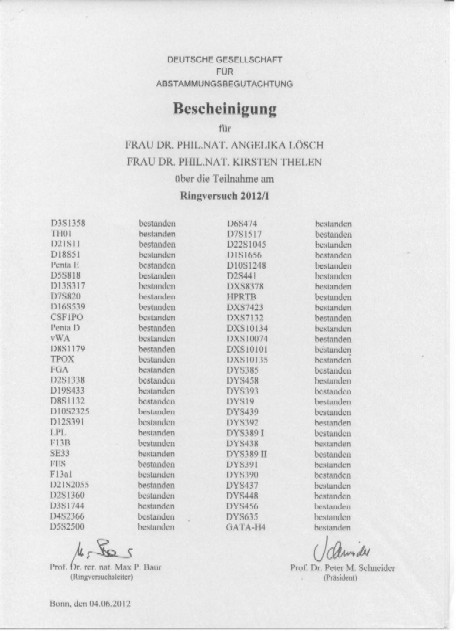 DEUTSCHE GESELLSCHAFT
FÜR
ABSTAMMUNGSBEGUTACHTUNG
Bescheinigung
für
FRAU DR. PHIL.NAT. ANGELIKA LÖSCH
FRAU DR. PHIL.NAT. KIRSTEN THELEN
über die Teilnahme am
Ringversuch 2012/I
D3S1358 bestanden D6S474 bestanden
TH01 bestanden D7S1517 bestanden
D21S11 bestanden D22S1045 bestanden
D18S51 bestanden D1S1656 bestanden
Penta E bestanden D10S1248 bestanden
D5S818 bestanden D2S441 bestanden
D13S317 bestanden DXS8378 bestanden
D7S820 bestanden HPRTB bestanden
D16S539 bestanden DXS7423 bestanden
CSF1PO bestanden DXS7132 bestanden
Penta D bestanden DXS10134 bestanden
vWA bestanden DXS10074 bestanden
D8S1179 bestanden DXS10101 bestanden
TPOX bestanden DXS10135 bestanden
FGA bestanden DYS385 bestanden
D2S1338 bestanden DYS458 bestanden
D19S433 bestanden DYS393 bestanden
D8S1132 bestanden DYS19 bestanden
D10S2325 bestanden DYS439 bestanden
D12S391 bestanden DYS392 bestanden
LPL bestanden DYS389 I bestanden
F13B bestanden DYS438 bestanden
SE33 bestanden DYS389 II bestanden
FES bestanden DYS391 bestanden
F13a1 bestanden DYS390 bestanden
D21S2055 bestanden DYS437 bestanden
D2S1360 bestanden DYS448 bestanden
D3S1744 bestanden DYS456 bestanden
D4S2366 bestanden DYS635 bestanden
D5S2500 bestanden GATA-H4 bestanden
Prof. Dr. rer. nat. Max P. Baur Prof. Dr. Peter M. Schneider
(Ringversuchsleiter) (Präsident)
Bonn, den 04.06.2012